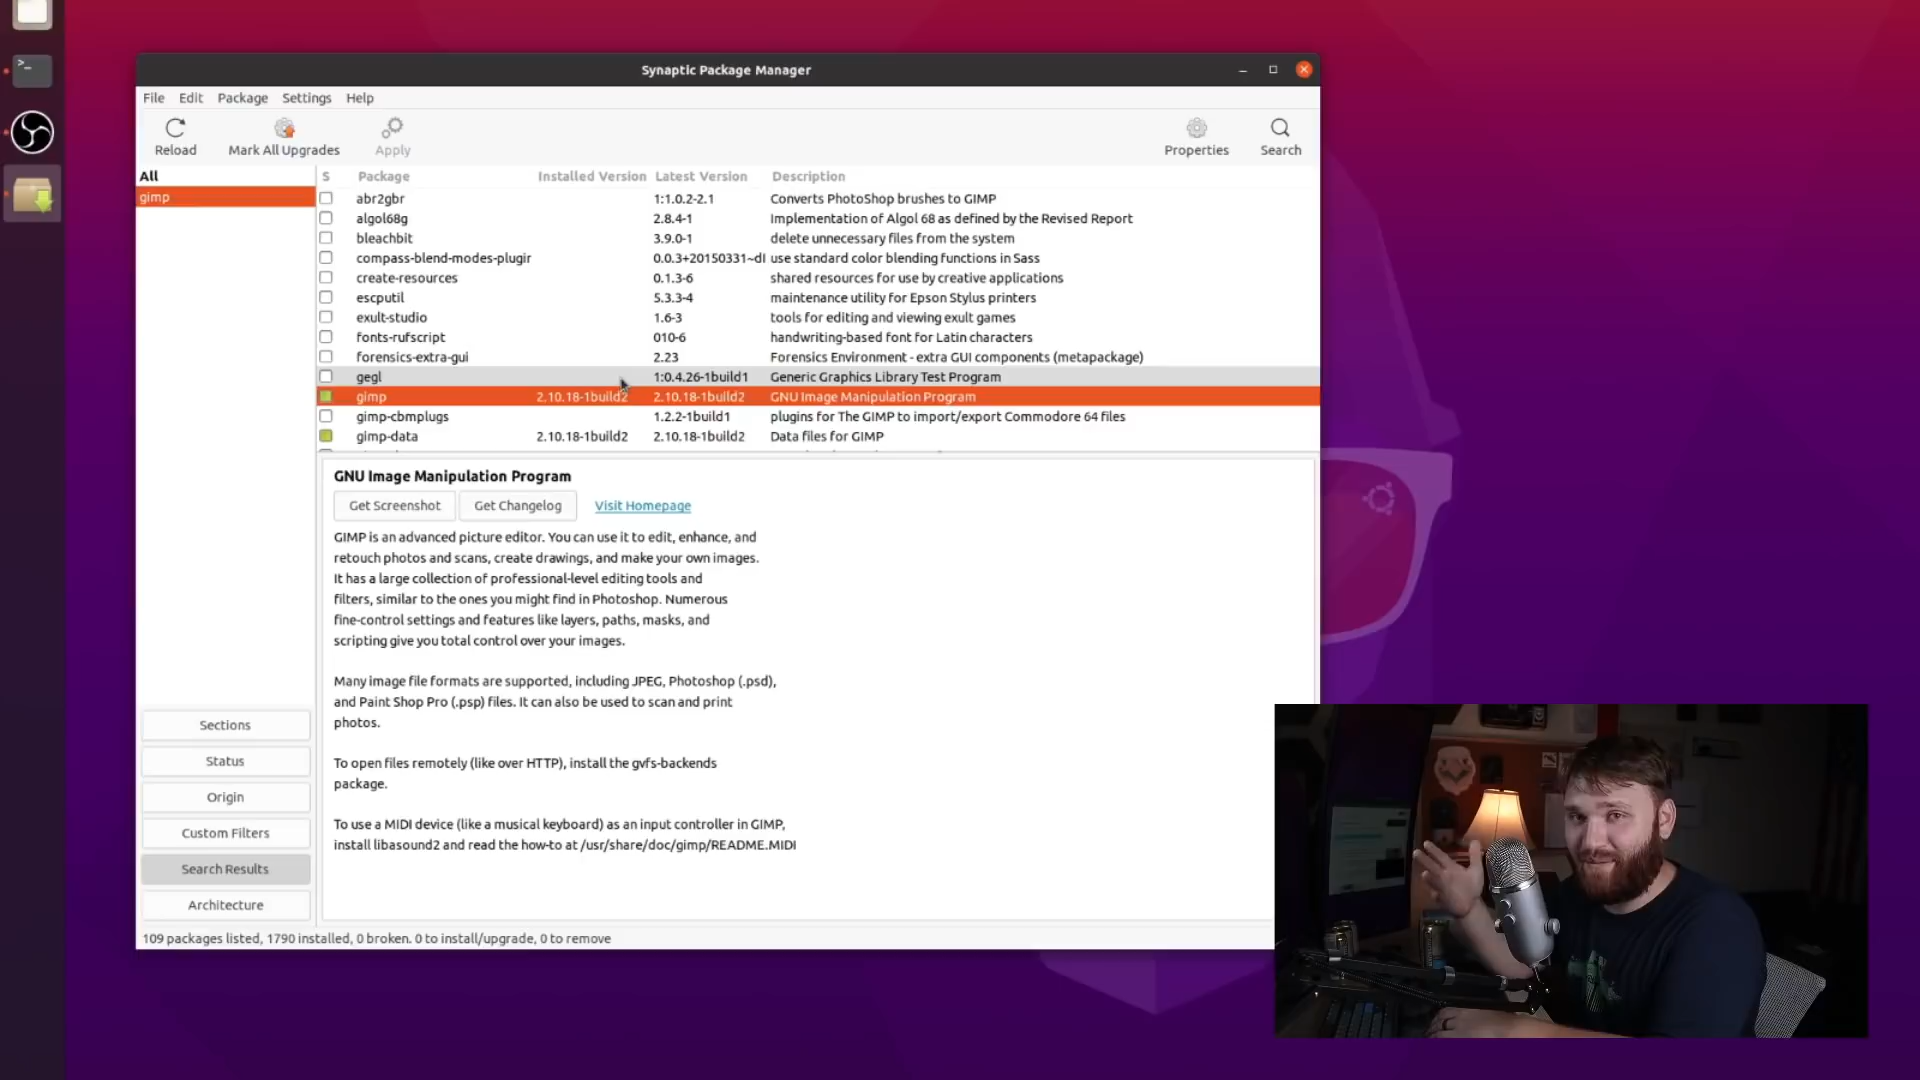 Synaptic Package Manager
File Edit Package Settings Help
Reload Mark All Upgrades Apply Properties Search
All
gimp
S Package Installed Version Latest Version Description
abr2gbr 1:1.0.2-2.1 Converts PhotoShop brushes to GIMP
algol68g 2.8.4-1 Implementation of Algol 68 as defined by the Revised Report
bleachbit 3.9.0-1 delete unnecessary files from the system
compass-blend-modes-plugir 0.0.3+20150331~dl use standard color blending functions in Sass
create-resources 0.1.3-6 shared resources for use by creative applications
escputil 5.3.3-4 maintenance utility for Epson Stylus printers
exult-studio 1.6-3 tools for editing and viewing exult games
fonts-rufscript 010-6 handwriting-based font for Latin characters
forensics-extra-gui 2.23 Forensics Environment - extra GUI components (metapackage)
gegl 1:0.4.26-1build1 Generic Graphics Library Test Program
gimp 2.10.18-1build2 2.10.18-1build2 GNU Image Manipulation Program
gimp-cbmplugs 1.2.2-1build1 plugins for The GIMP to import/export Commodore 64 files
gimp-data 2.10.18-1build2 2.10.18-1build2 Data files for GIMP
GNU Image Manipulation Program
Get Screenshot Get Changelog Visit Homepage
GIMP is an advanced picture editor. You can use it to edit, enhance, and
retouch photos and scans, create drawings, and make your own images.
It has a large collection of professional-level editing tools and
filters, similar to the ones you might find in Photoshop. Numerous
fine-control settings and features like layers, paths, masks, and
scripting give you total control over your images.
Many image file formats are supported, including JPEG, Photoshop (.psd),
and Paint Shop Pro (.psp) files. It can also be used to scan and print
photos.
To open files remotely (like over HTTP), install the gvfs-backends
package.
To use a MIDI device (like a musical keyboard) as an input controller in GIMP,
install libasound2 and read the how-to at /usr/share/doc/gimp/README.MIDI
Sections
Status
Origin
Custom Filters
Search Results
Architecture
109 packages listed, 1790 installed, 0 broken. 0 to install/upgrade, 0 to remove